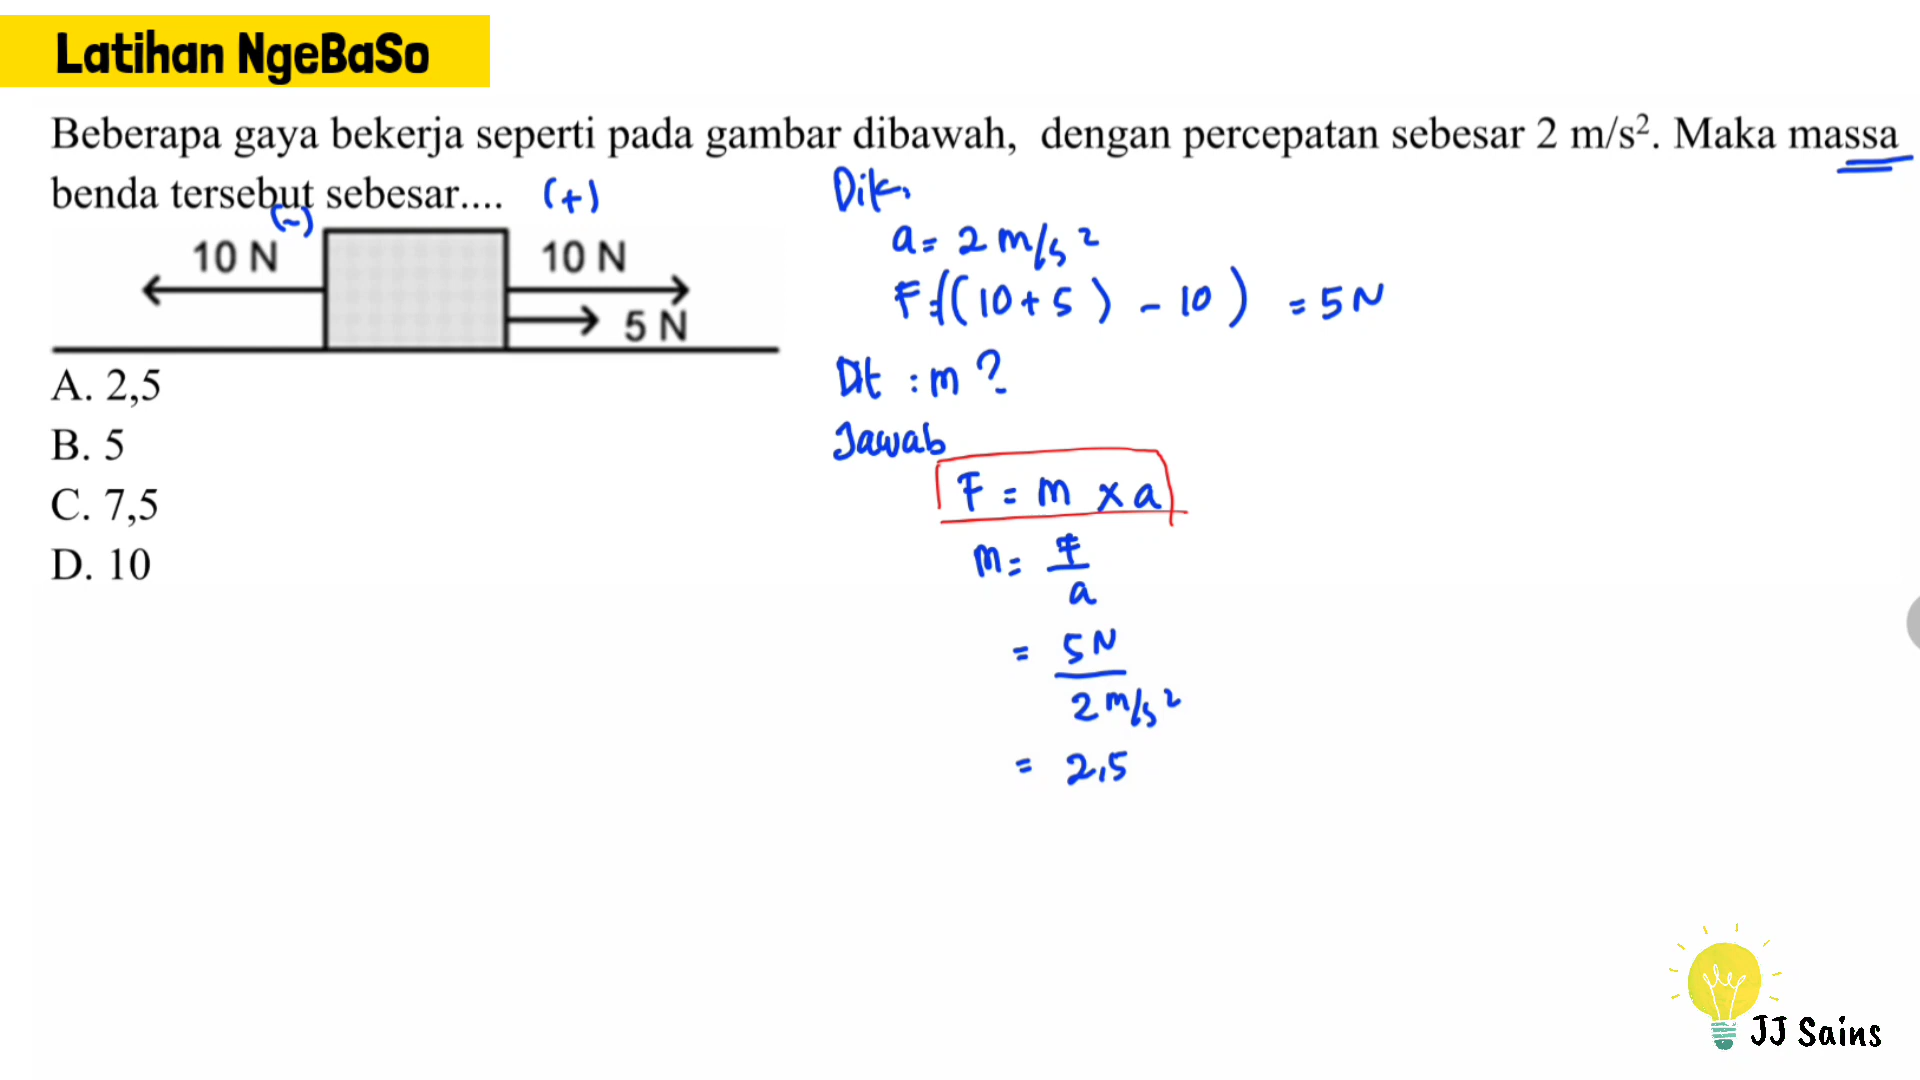 Latihan NgeBaSo
Beberapa gaya bekerja seperti pada gambar dibawah, dengan percepatan sebesar 2 m/s². Maka massa
benda tersebut sebesar....
(-)
(+)
10 N
10 N
5 N
A. 2,5
B. 5
C. 7,5
D. 10
Dik,
a = 2 m/s²
F = ((10 + 5) - 10) = 5 N
Dit : m ?
Jawab
F = m x a
m = F/a
= 5 N / 2 m/s²
= 2,5
JJ Sains